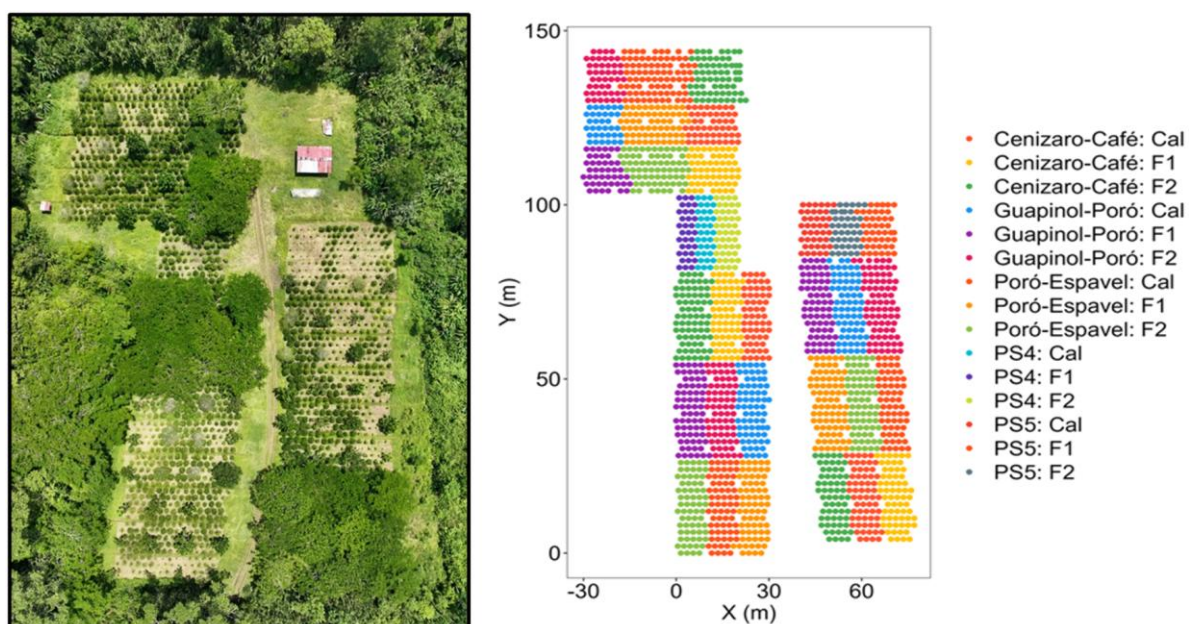 150
100
50
0
Y (m)
-30
0
30
60
X (m)
Cenizaro-Café: Cal
Cenizaro-Café: F1
Cenizaro-Café: F2
Guapinol-Poró: Cal
Guapinol-Poró: F1
Guapinol-Poró: F2
Poró-Espavel: Cal
Poró-Espavel: F1
Poró-Espavel: F2
PS4: Cal
PS4: F1
PS4: F2
PS5: Cal
PS5: F1
PS5: F2